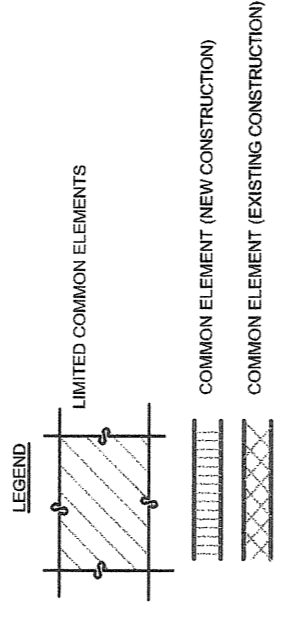 LEGEND
LIMITED COMMON ELEMENTS
COMMON ELEMENT (NEW CONSTRUCTION)
COMMON ELEMENT (EXISTING CONSTRUCTION)